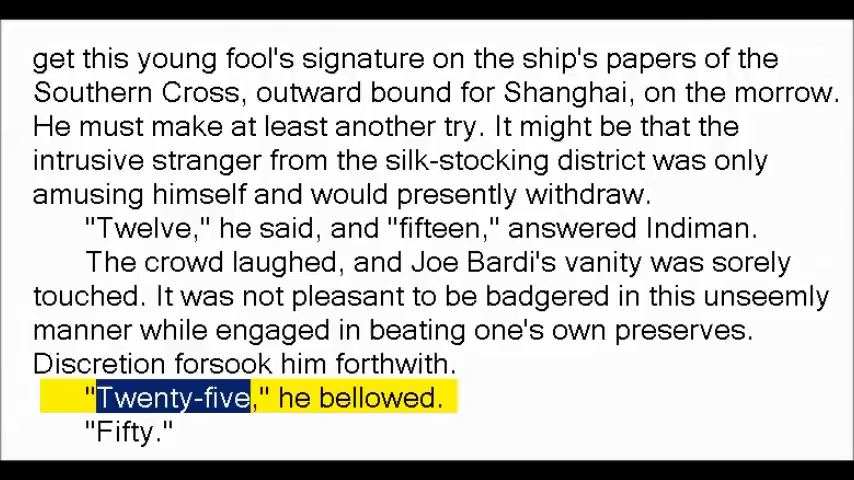 get this young fool's signature on the ship's papers of the
Southern Cross, outward bound for Shanghai, on the morrow.
He must make at least another try. It might be that the
intrusive stranger from the silk-stocking district was only
amusing himself and would presently withdraw.
"Twelve," he said, and "fifteen," answered Indiman.
The crowd laughed, and Joe Bardi's vanity was sorely
touched. It was not pleasant to be badgered in this unseemly
manner while engaged in beating one's own preserves.
Discretion forsook him forthwith.
"Twenty-five," he bellowed.
"Fifty."